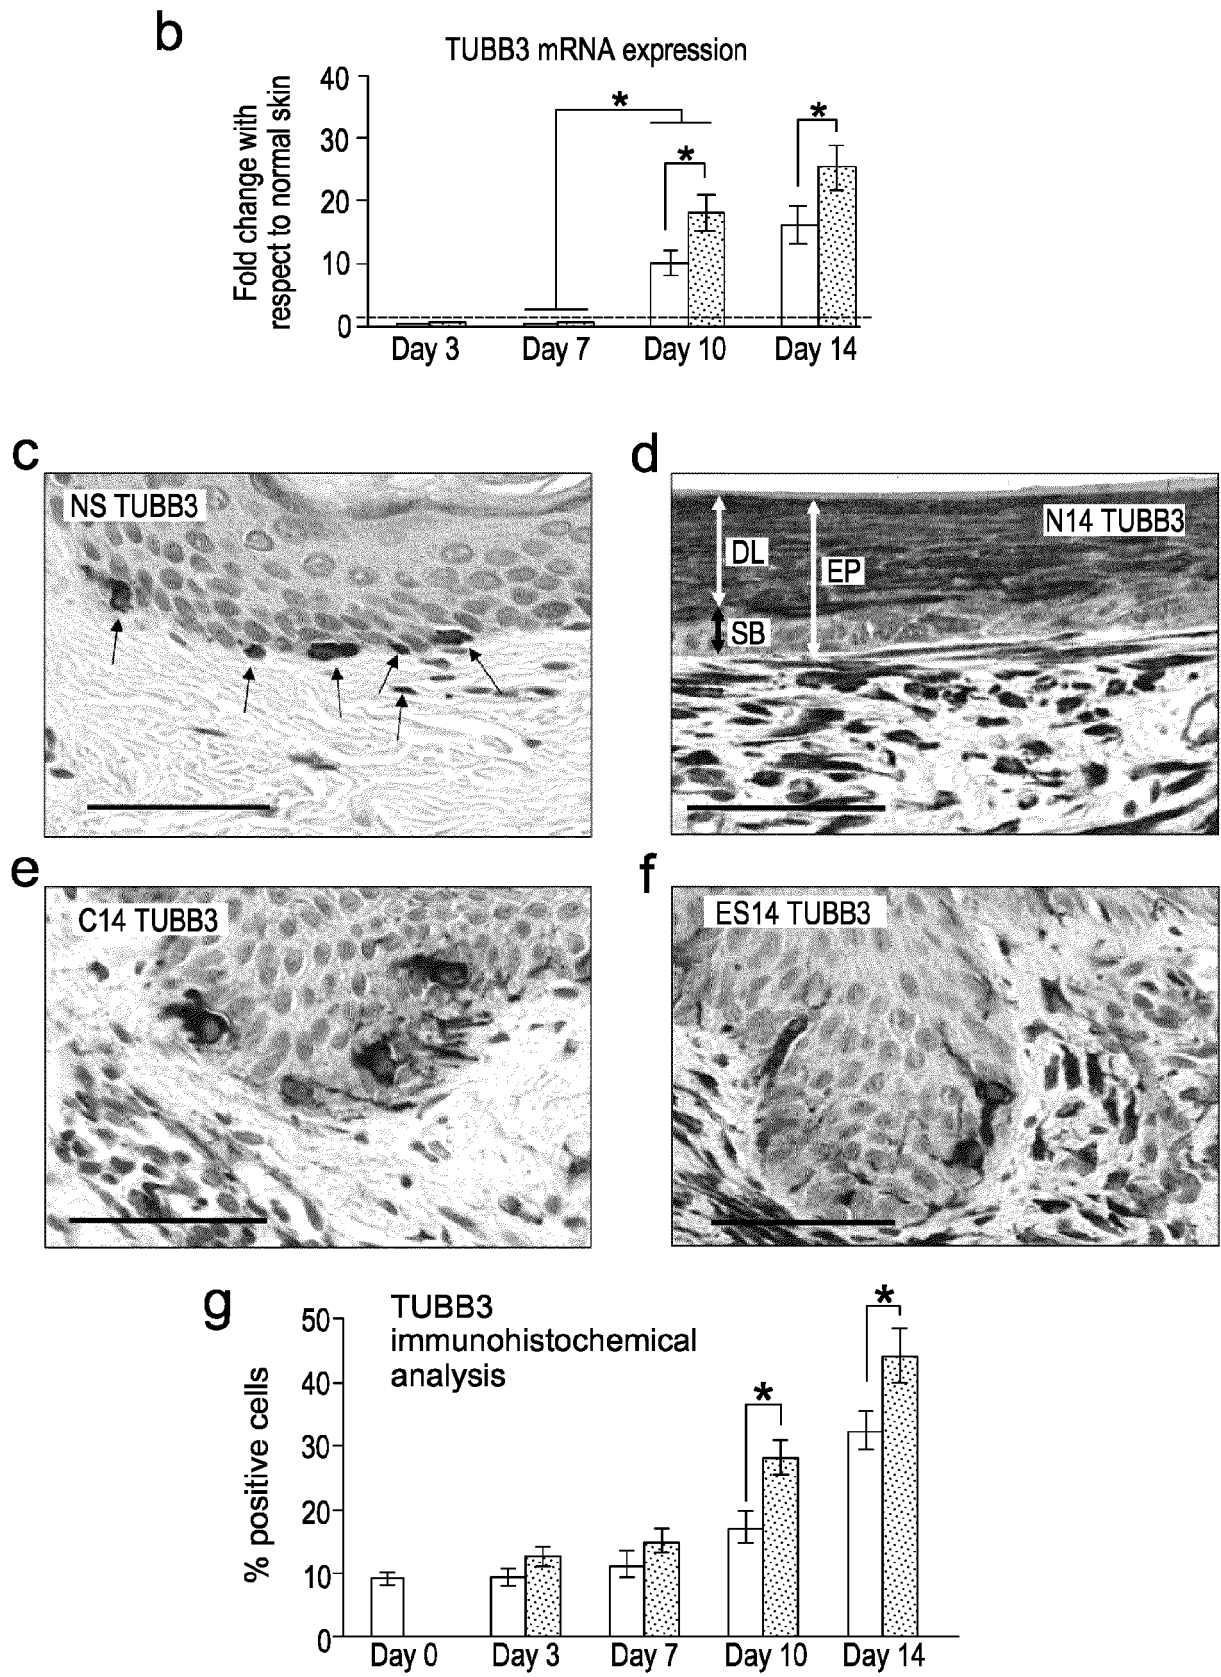 b
TUBB3 mRNA expression
Fold change with
respect to normal skin
40
30
20
10
0
*
*
*
Day 3
Day 7
Day 10
Day 14
c
NS TUBB3
d
N14 TUBB3
DL
EP
SB
e
C14 TUBB3
f
ES14 TUBB3
g
TUBB3
immunohistochemical
analysis
% positive cells
50
40
30
20
10
0
*
*
Day 0
Day 3
Day 7
Day 10
Day 14